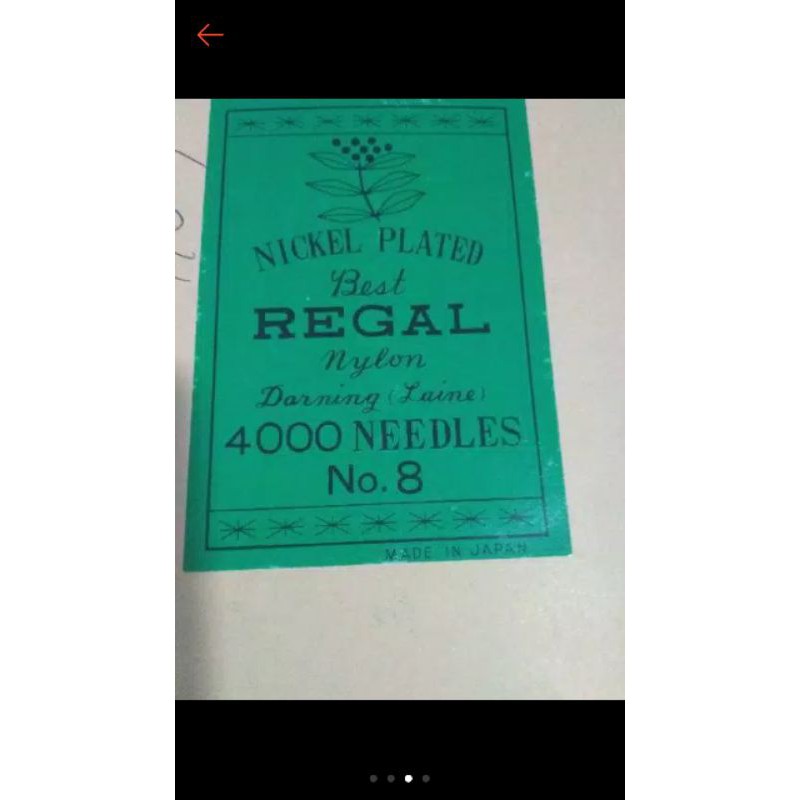 NICKEL PLATED
Best
REGAL
Nylon
Darning (Laine)
4000 NEEDLES
No. 8
MADE IN JAPAN